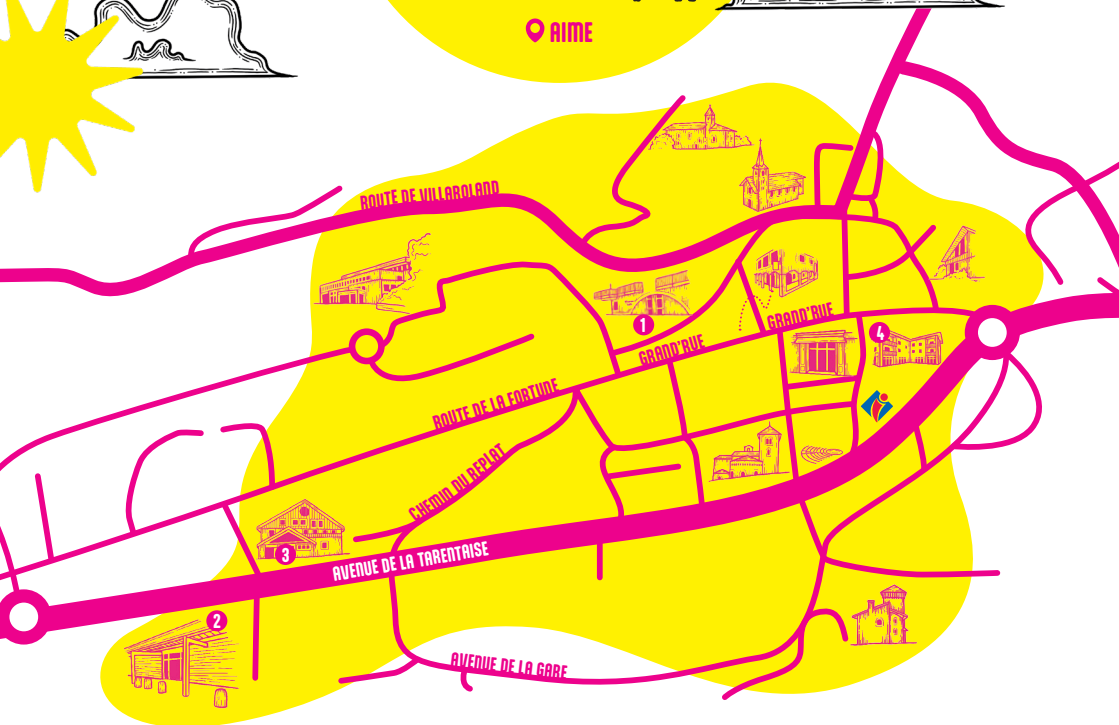 AIME
ROUTE DE VILLAROLAND
1
GRAND'RUE
GRAND'RUE
4
ROUTE DE LA FORTUNE
CHEMIN DU REPLAT
3
AVENUE DE LA TARENTAISE
2
AVENUE DE LA GARE